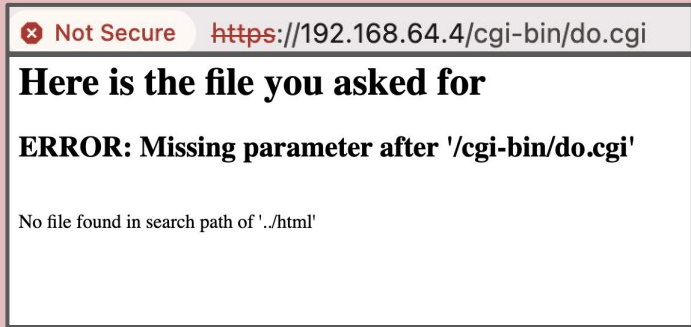 Not Secure https://192.168.64.4/cgi-bin/do.cgi
Here is the file you asked for
ERROR: Missing parameter after '/cgi-bin/do.cgi'
No file found in search path of '../html'